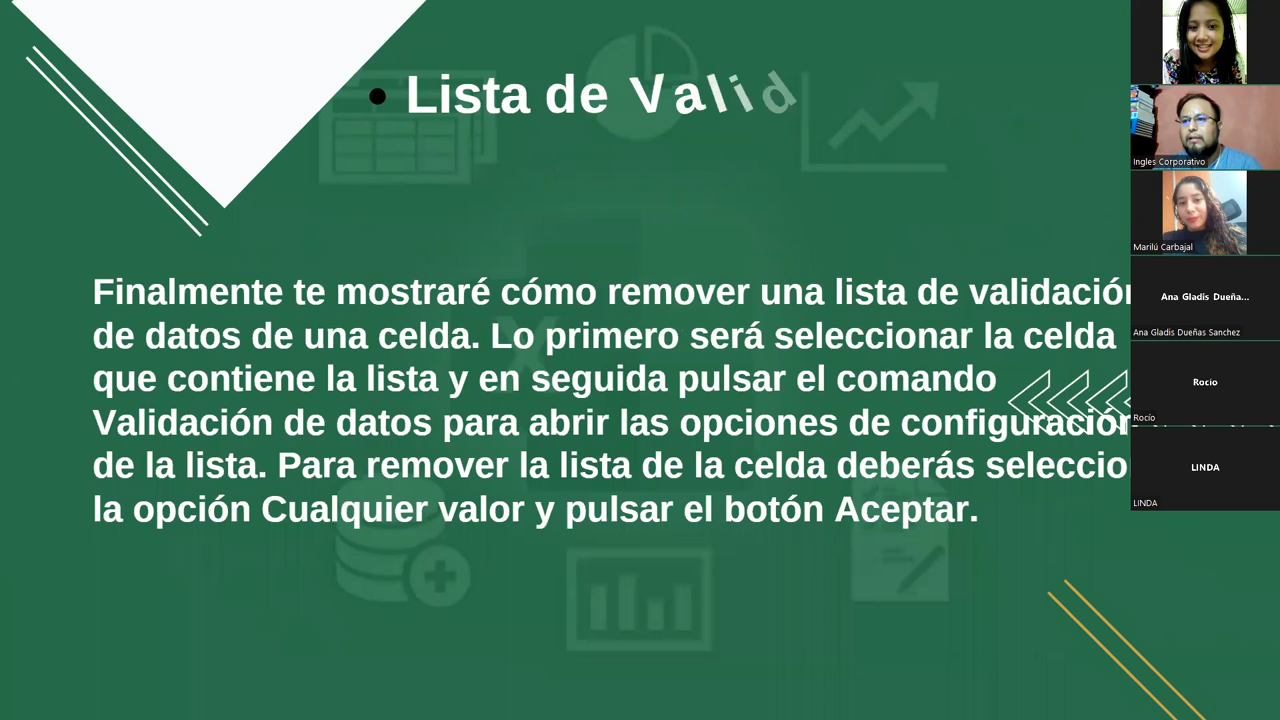 • Lista de Valid
Finalmente te mostraré cómo remover una lista de validación
de datos de una celda. Lo primero será seleccionar la celda
que contiene la lista y en seguida pulsar el comando
Validación de datos para abrir las opciones de configuración
de la lista. Para remover la lista de la celda deberás seleccio
la opción Cualquier valor y pulsar el botón Aceptar.
Ingles Corporativo
Marilú Carbajal
Ana Gladis Dueña...
Ana Gladis Dueñas Sanchez
Rocio
Rocío
LINDA
LINDA